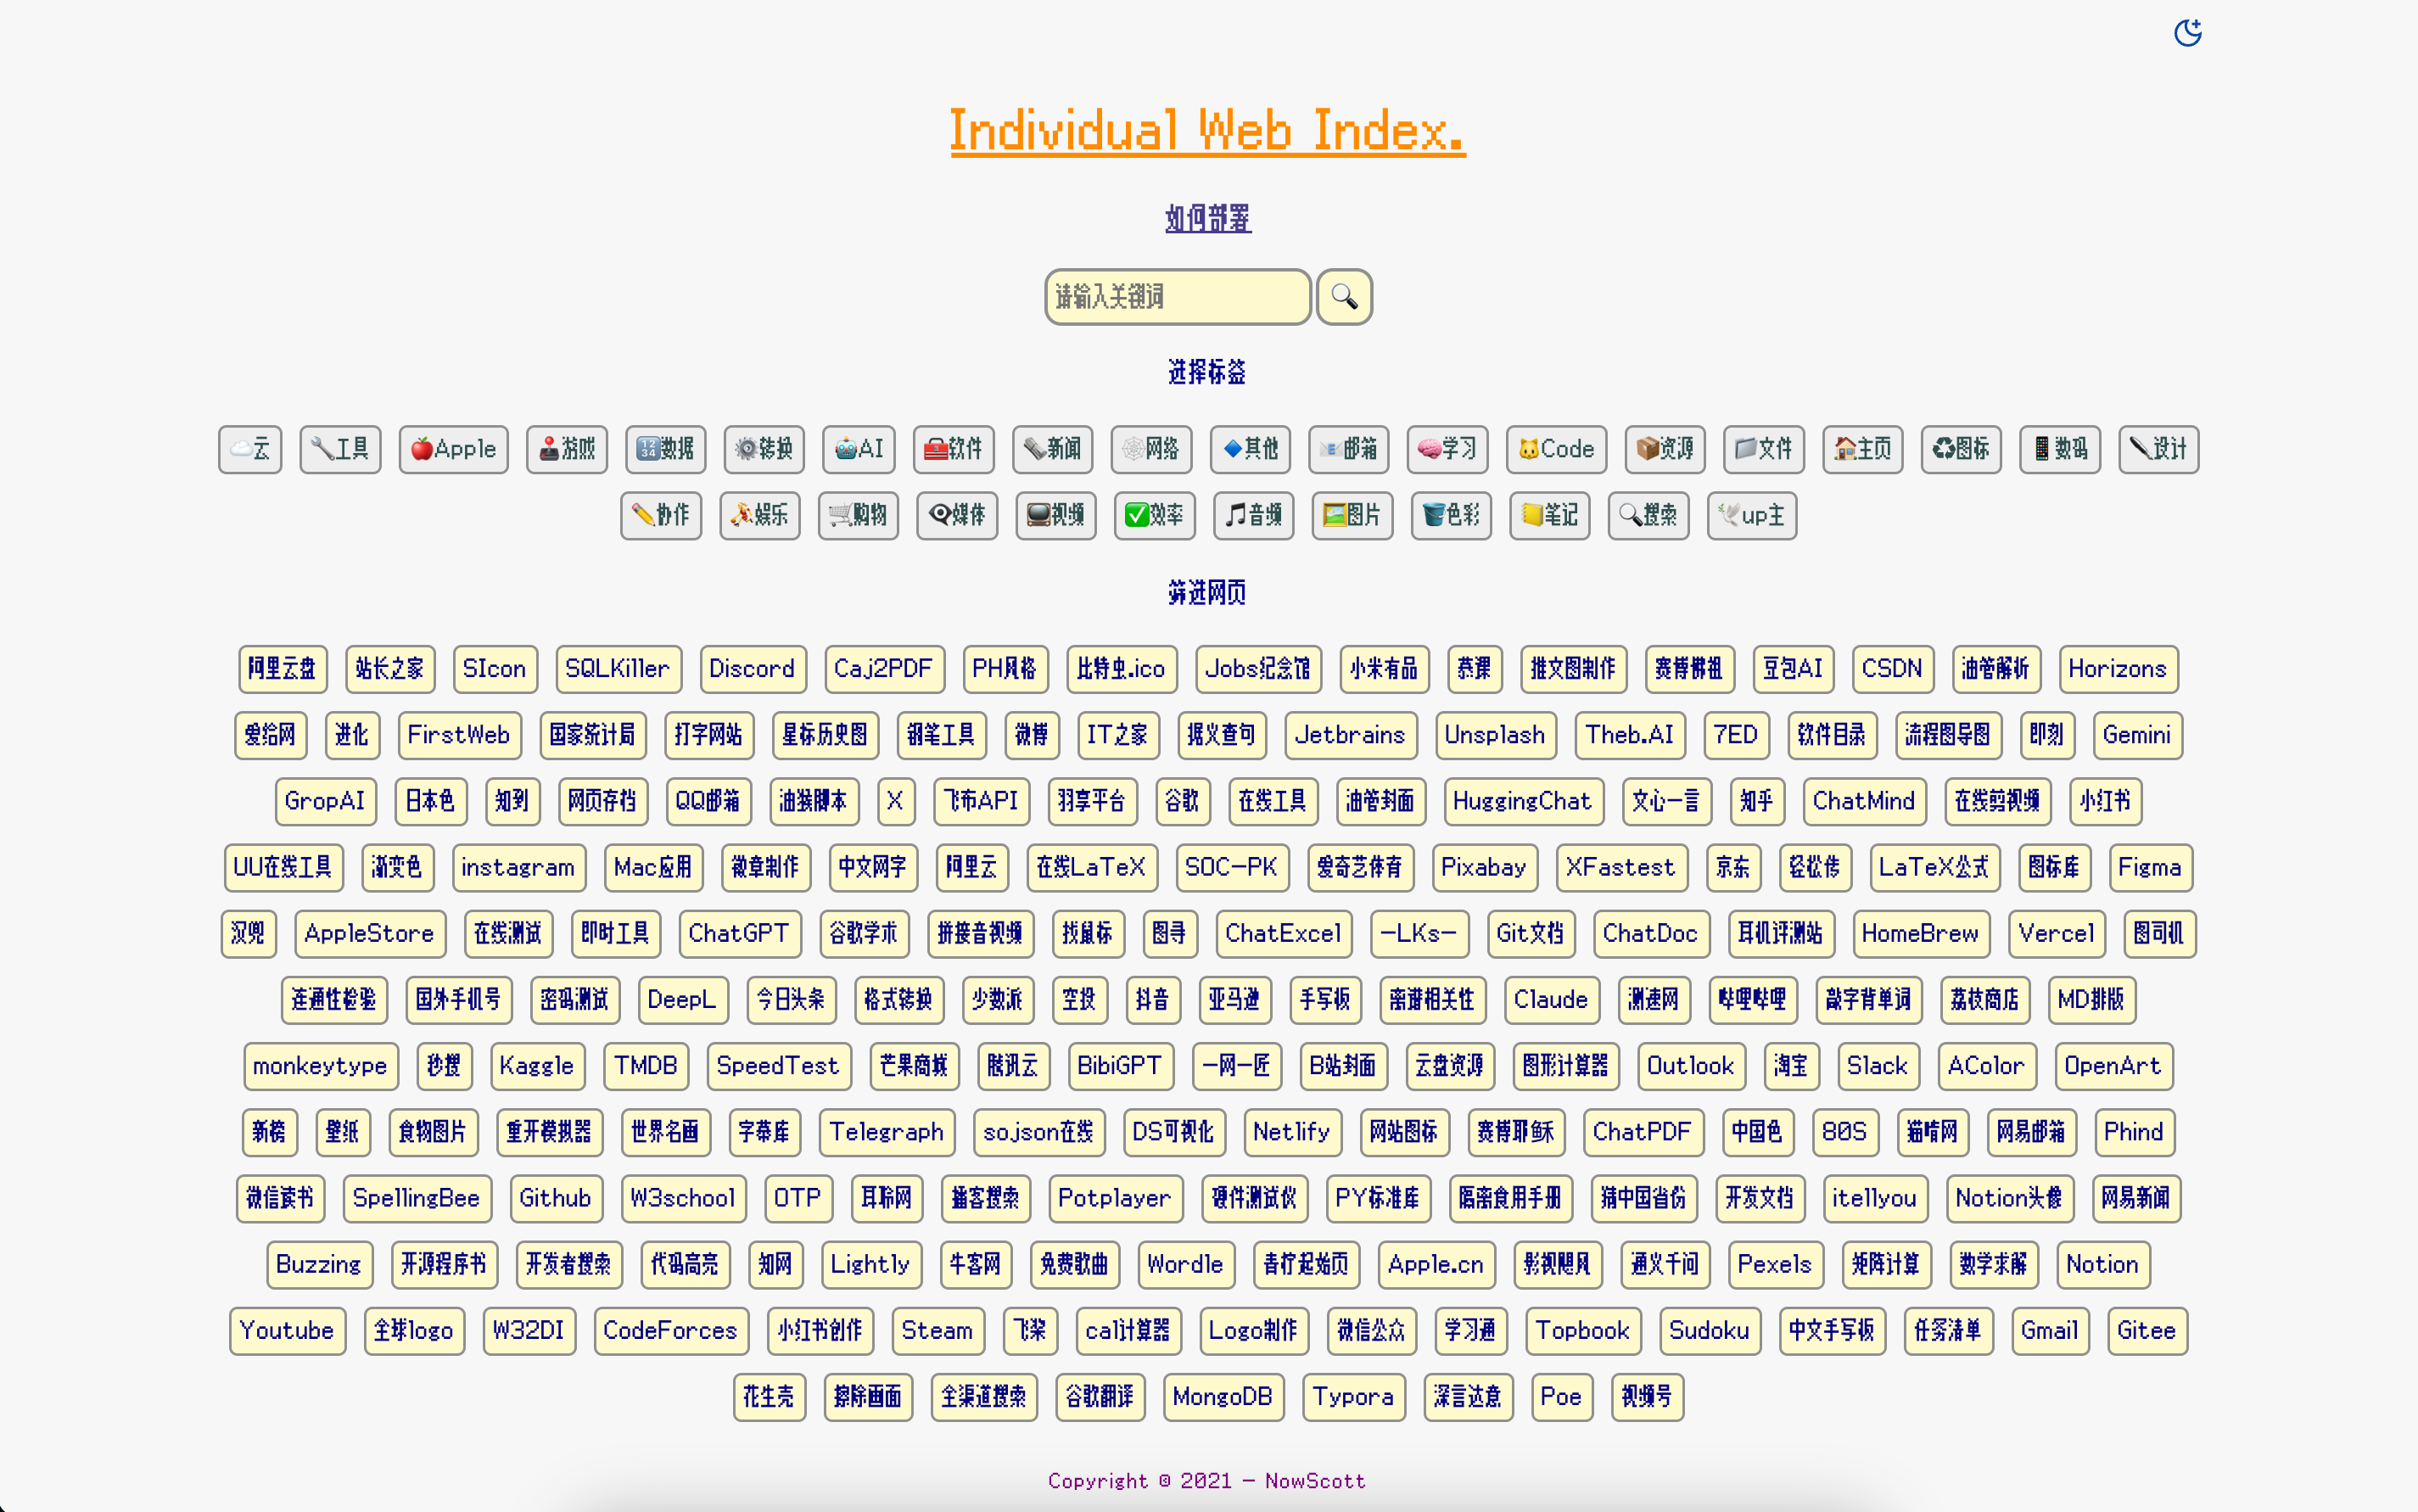 Individual Web Index.
如何部署
请输入关键词
选择标签
云 工具 Apple 游戏 数据 转换 AI 软件 新闻 网络 其他 邮箱 学习 Code 资源 文件 主页 图标 数码 设计
协作 娱乐 购物 媒体 视频 效率 音频 图片 色彩 笔记 搜索 up主
筛选网页
阿里云盘 站长之家 SIcon SQLKiller Discord Caj2PDF PH风格 比特虫.ico Jobs纪念馆 小米有品 慕课 推文图制作 赛博佛祖 豆包AI CSDN 油管解析 Horizons
爱给网 进化 FirstWeb 国家统计局 打字网站 星标历史图 钢笔工具 微博 IT之家 据义查句 Jetbrains Unsplash Theb.AI 7ED 软件目录 流程图导图 即刻 Gemini
GropAI 日本色 知到 网页存档 QQ邮箱 油猴脚本 X 飞布API 羽享平台 谷歌 在线工具 油管封面 HuggingChat 文心一言 知乎 ChatMind 在线剪视频 小红书
UU在线工具 渐变色 instagram Mac应用 徽章制作 中文网字 阿里云 在线LaTeX SOC-PK 爱奇艺体育 Pixabay XFastest 京东 轻松传 LaTeX公式 图标库 Figma
汉兜 AppleStore 在线测试 即时工具 ChatGPT 谷歌学术 拼接音视频 找鼠标 图寻 ChatExcel -LKs- Git文档 ChatDoc 耳机评测站 HomeBrew Vercel 图司机
连通性检验 国外手机号 密码测试 DeepL 今日头条 格式转换 少数派 空投 抖音 亚马逊 手写板 离谱相关性 Claude 测速网 哔哩哔哩 敲字背单词 荔枝商店 MD排版
monkeytype 秒搜 Kaggle TMDB SpeedTest 芒果商城 腾讯云 BibiGPT 一网一匠 B站封面 云盘资源 图形计算器 Outlook 淘宝 Slack AColor OpenArt
新榜 壁纸 食物图片 重开模拟器 世界名画 字幕库 Telegraph sojson在线 DS可视化 Netlify 网站图标 赛博耶稣 ChatPDF 中国色 80S 猫啃网 网易邮箱 Phind
微信读书 SpellingBee Github W3school OTP 耳聆网 播客搜索 Potplayer 硬件测试仪 PY标准库 隔离食用手册 猜中国省份 开发文档 itellyou Notion头像 网易新闻
Buzzing 开源程序书 开发者搜索 代码高亮 知网 Lightly 牛客网 免费歌曲 Wordle 青柠起始页 Apple.cn 影视飓风 通义千问 Pexels 矩阵计算 数学求解 Notion
Youtube 全球logo W32DI CodeForces 小红书创作 Steam 飞桨 cal计算器 Logo制作 微信公众 学习通 Topbook Sudoku 中文手写板 任务清单 Gmail Gitee
花生壳 擦除画面 全渠道搜索 谷歌翻译 MongoDB Typora 深言达意 Poe 视频号
Copyright © 2021 - NowScott